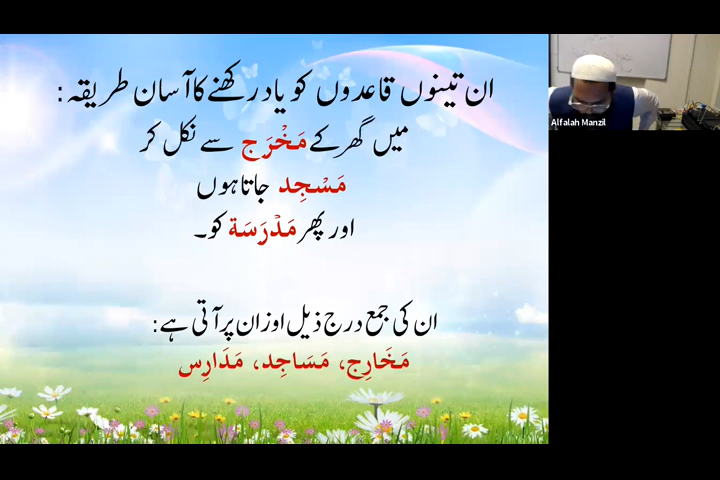 ان تینوں قاعدوں کو یاد رکھنے کا آسان طریقہ :
میں گھر کے مَخْرَج سے نکل کر
مَسْجِد جاتا ہوں
اور پھر مَدْرَسَة کو۔
ان کی جمع درج ذیل اوزان پر آتی ہے :
مَخَارِج، مَسَاجِد، مَدَارِس
Alfalah Manzil